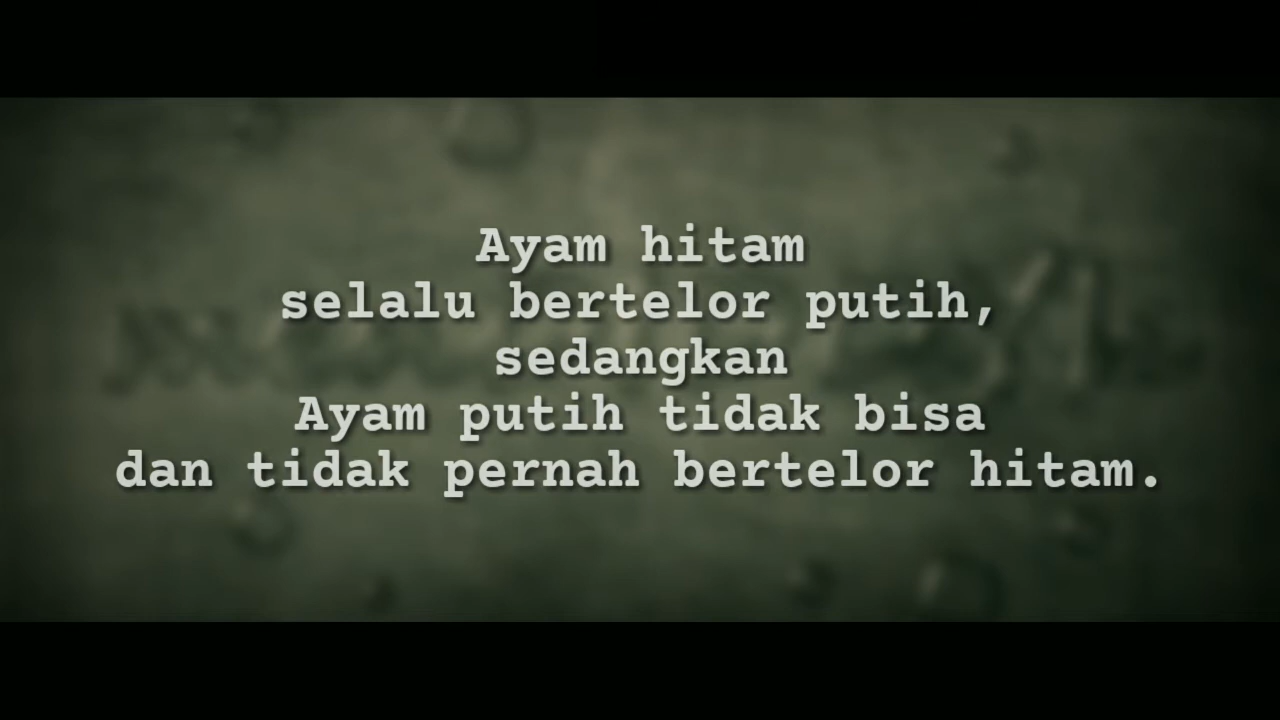 Ayam hitam
selalu bertelor putih,
sedangkan
Ayam putih tidak bisa
dan tidak pernah bertelor hitam.